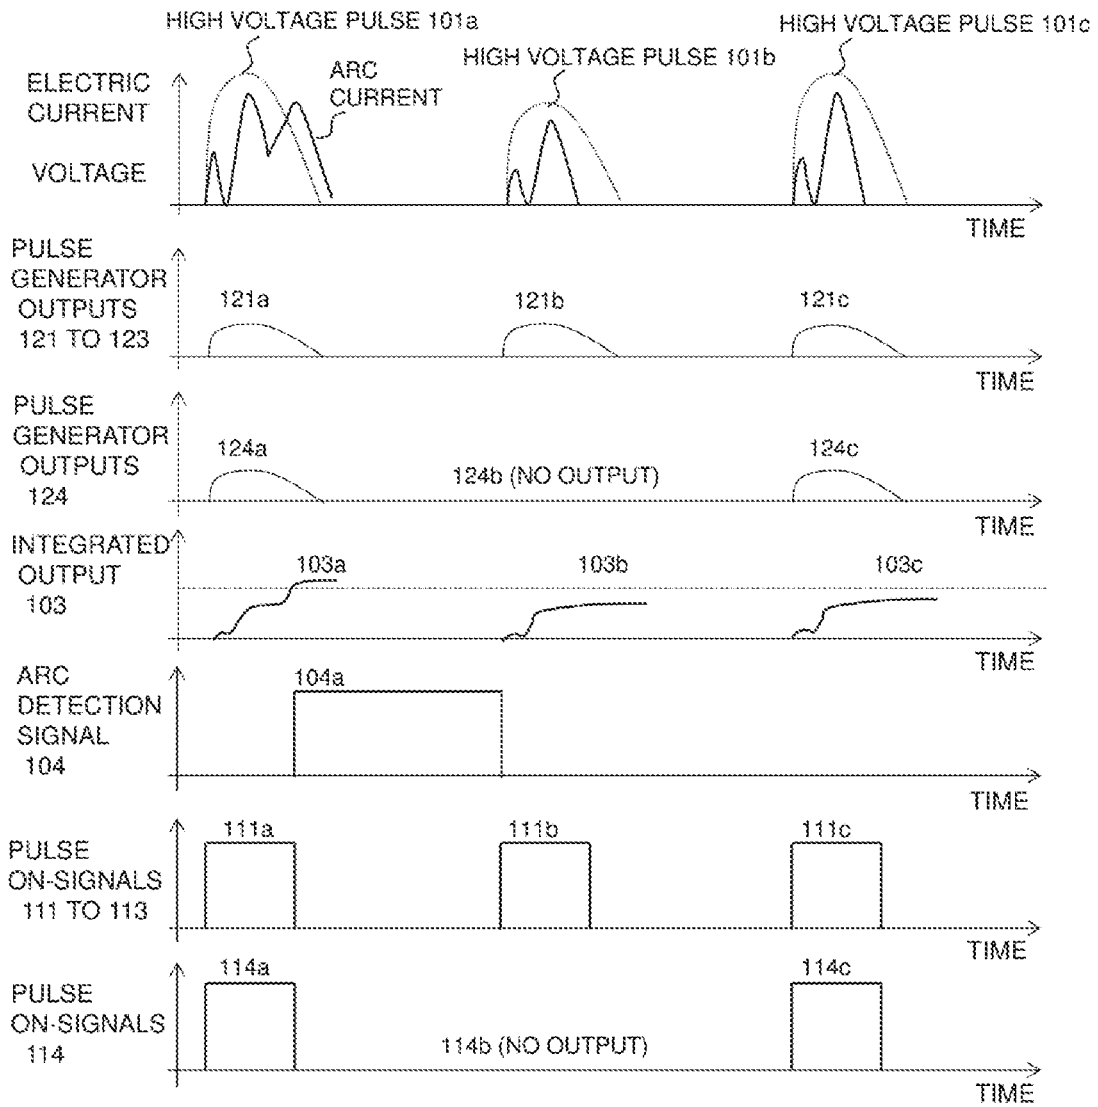 HIGH VOLTAGE PULSE 101a
HIGH VOLTAGE PULSE 101b
HIGH VOLTAGE PULSE 101c
ELECTRIC
CURRENT
VOLTAGE
ARC
CURRENT
TIME
PULSE
GENERATOR
OUTPUTS
121 TO 123
121a
121b
121c
TIME
PULSE
GENERATOR
OUTPUTS
124
124a
124b (NO OUTPUT)
124c
TIME
INTEGRATED
OUTPUT
103
103a
103b
103c
TIME
ARC
DETECTION
SIGNAL
104
104a
TIME
PULSE
ON-SIGNALS
111 TO 113
111a
111b
111c
TIME
PULSE
ON-SIGNALS
114
114a
114b (NO OUTPUT)
114c
TIME